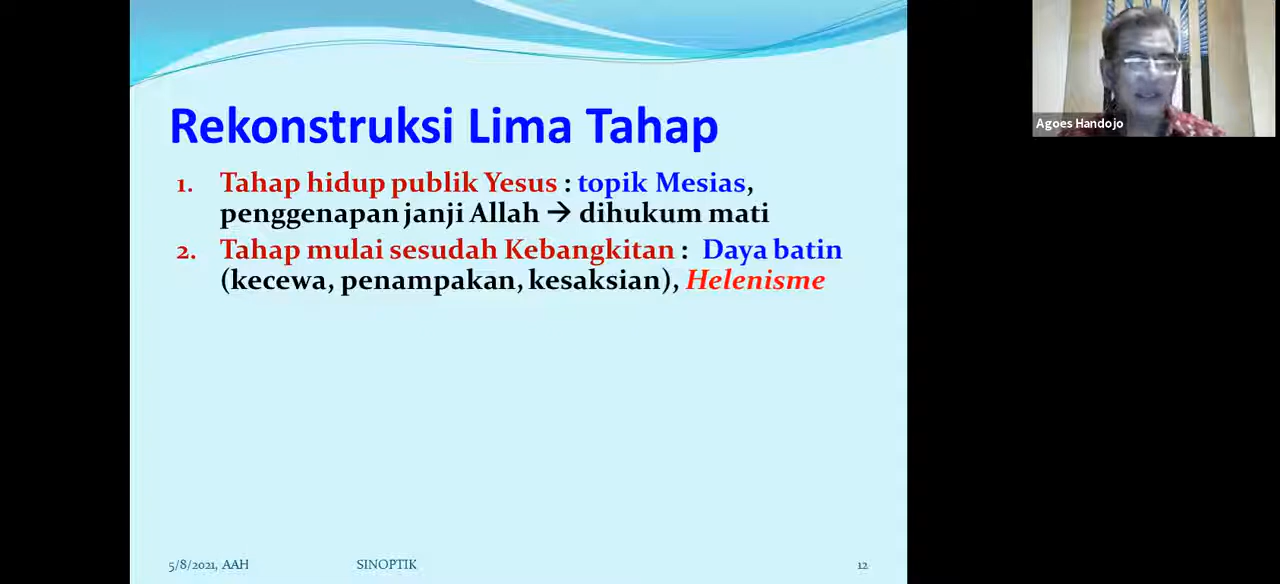 Rekonstruksi Lima Tahap
1. Tahap hidup publik Yesus : topik Mesias,
penggenapan janji Allah → dihukum mati
2. Tahap mulai sesudah Kebangkitan : Daya batin
(kecewa, penampakan, kesaksian), Helenisme
5/8/2021, AAH
SINOPTIK
12
Agoes Handojo